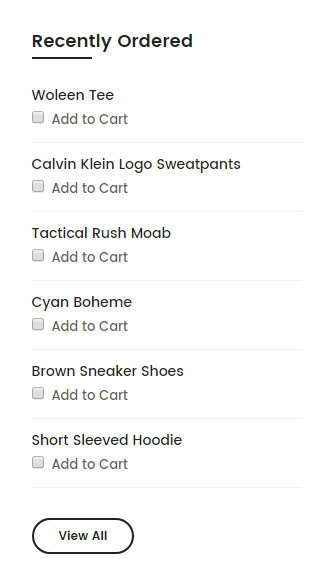 Recently Ordered
Woleen Tee
Add to Cart
Calvin Klein Logo Sweatpants
Add to Cart
Tactical Rush Moab
Add to Cart
Cyan Boheme
Add to Cart
Brown Sneaker Shoes
Add to Cart
Short Sleeved Hoodie
Add to Cart
View All